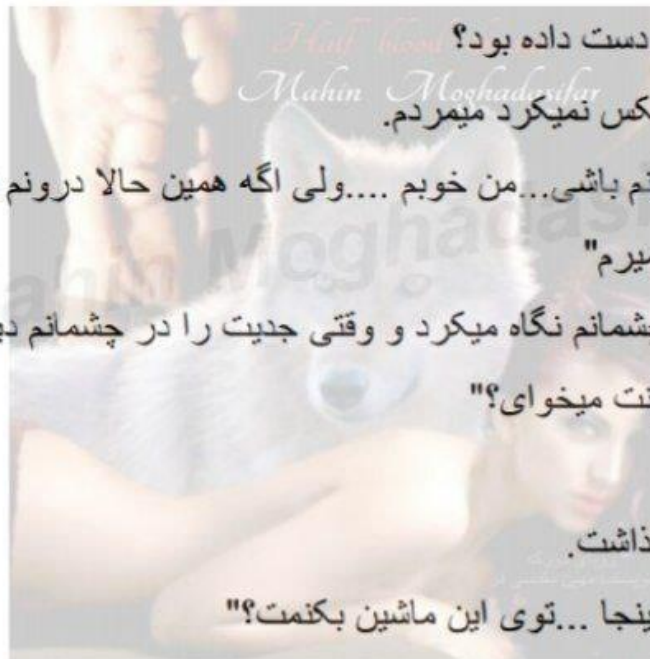 Half blood
Mahin Moghadasifar
دست داده بود؟
کس نمیکرد میمردم.
م باشی...من خوبم ....ولی اگه همین حالا درونم
میرم"
چشمانم نگاه میکرد و وقتی جدیت را در چشمانم
نت میخوای؟"
ذاشت.
ینجا ...توی این ماشین بکنمت؟"